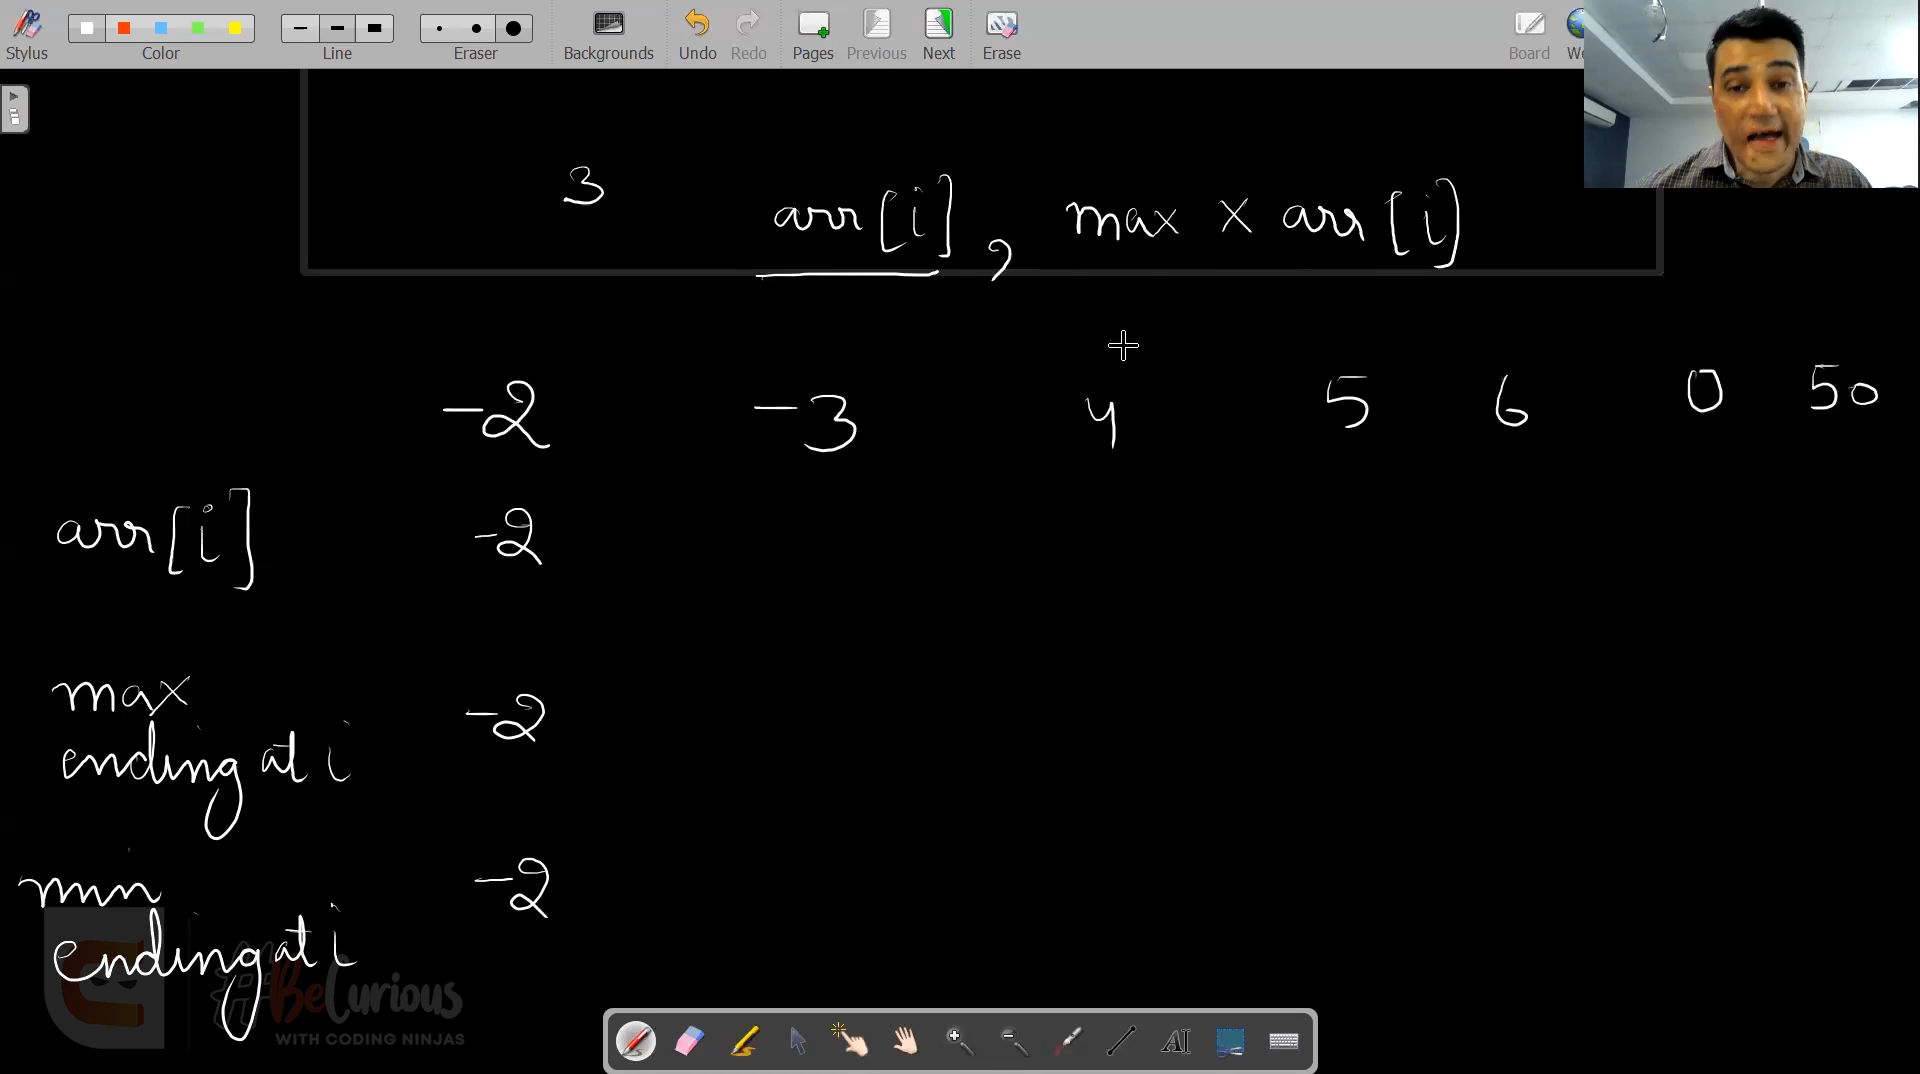 Stylus Color Line Eraser Backgrounds Undo Redo Pages Previous Next Erase Board
3 arr[i], max x arr[i]
-2 -3 4 5 6 0 50
arr[i] -2
max -2
ending at i
min -2
ending at i
#BeCurious
WITH CODING NINJAS
AI